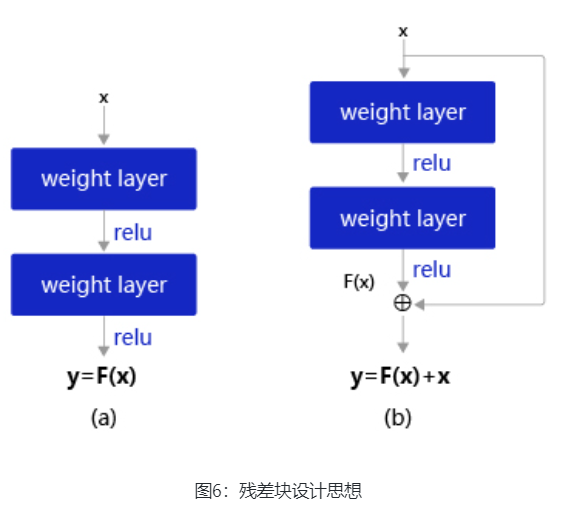 x
weight layer
relu
weight layer
relu
y=F(x)
(a)
x
weight layer
relu
weight layer
relu
F(x)
y=F(x)+x
(b)
图6：残差块设计思想